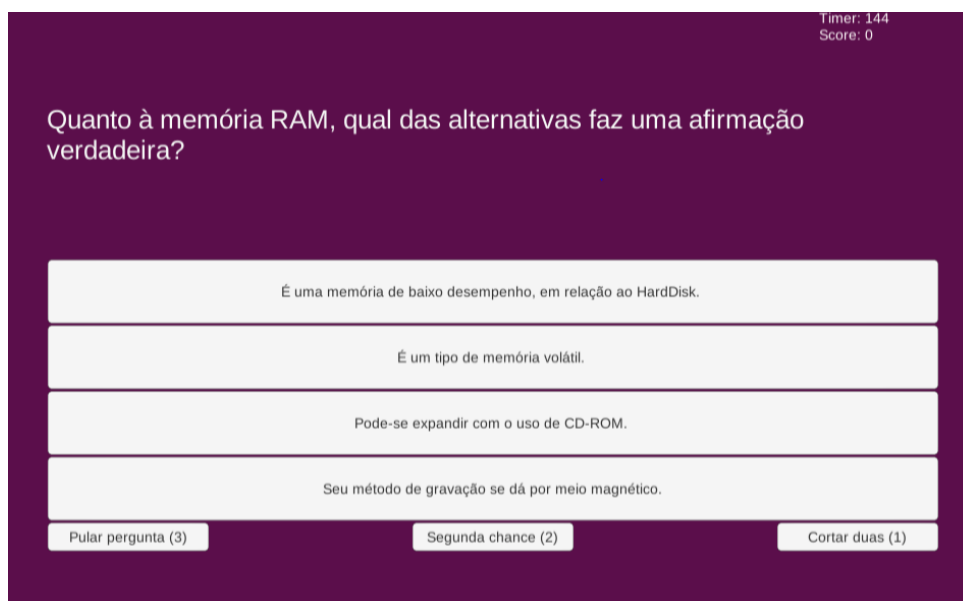 Timer: 144
Score: 0
Quanto à memória RAM, qual das alternativas faz uma afirmação
verdadeira?
É uma memória de baixo desempenho, em relação ao HardDisk.
É um tipo de memória volátil.
Pode-se expandir com o uso de CD-ROM.
Seu método de gravação se dá por meio magnético.
Pular pergunta (3)
Segunda chance (2)
Cortar duas (1)